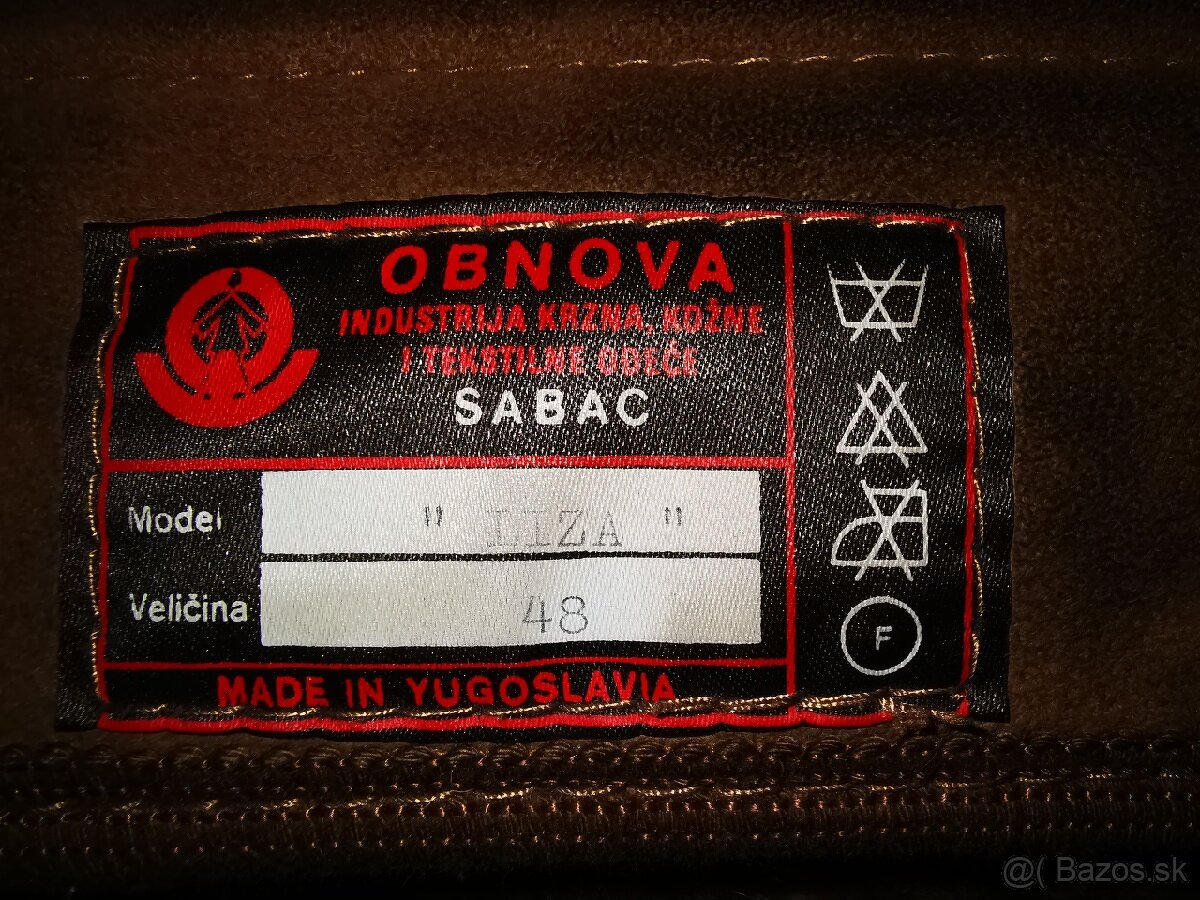 OBNOVA
INDUSTRIJA KRZNA, KOŽNE
I TEKSTILNE ODEĆE
SABAC
Model " LIZA "
Veličina 48
MADE IN YUGOSLAVIA
F
@( Bazos.sk